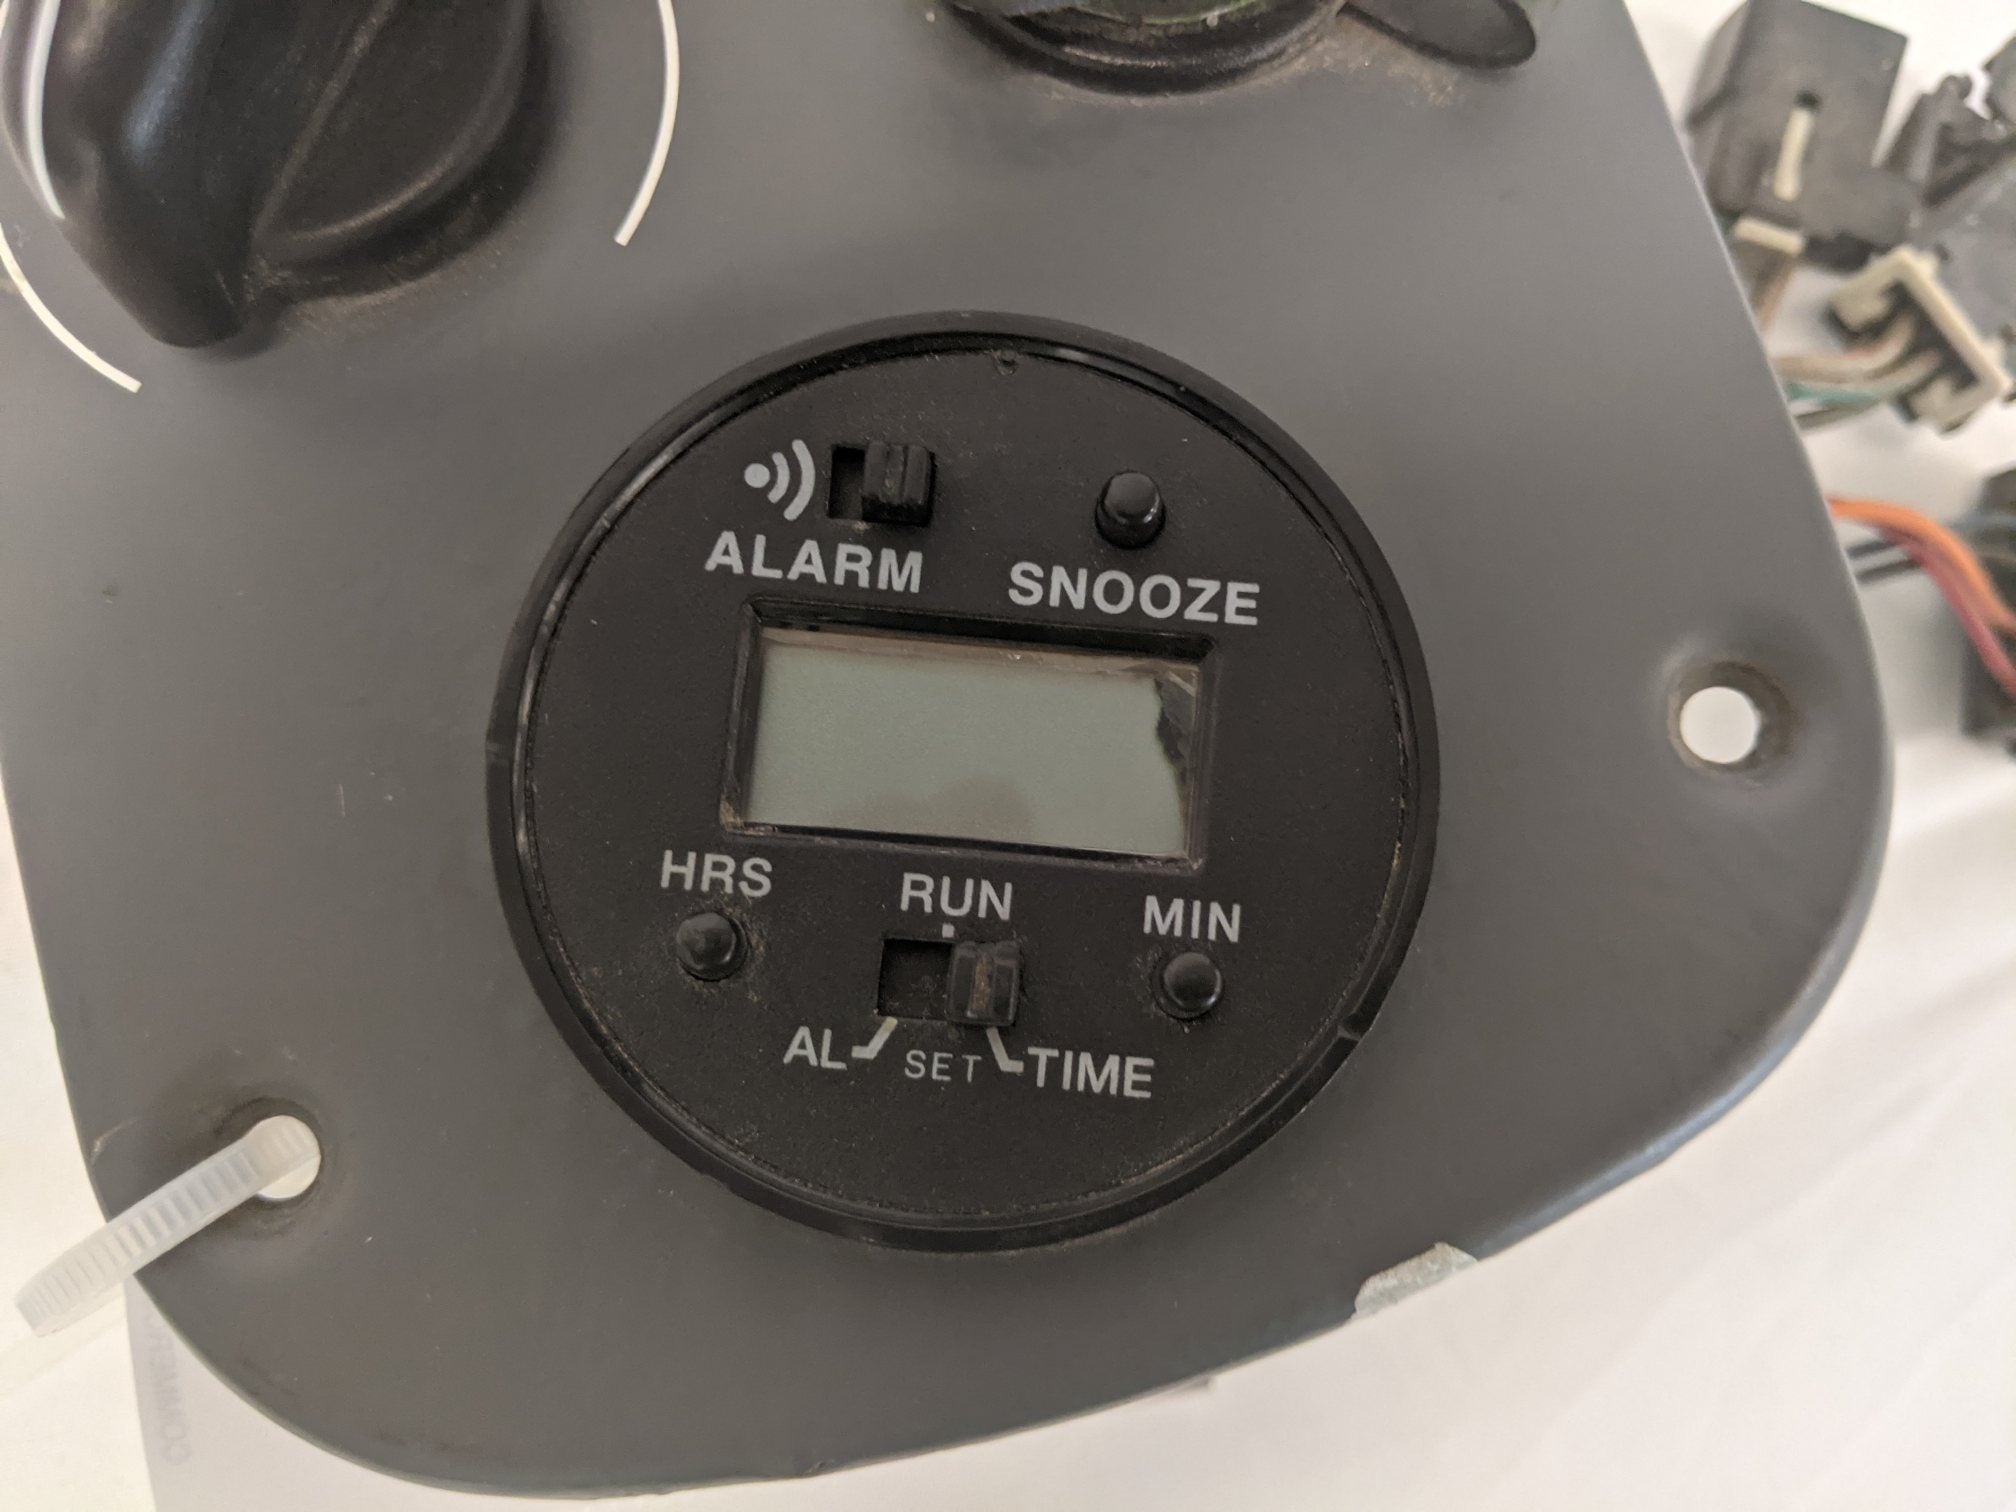 ALARM
SNOOZE
HRS
RUN
MIN
AL
SET
TIME